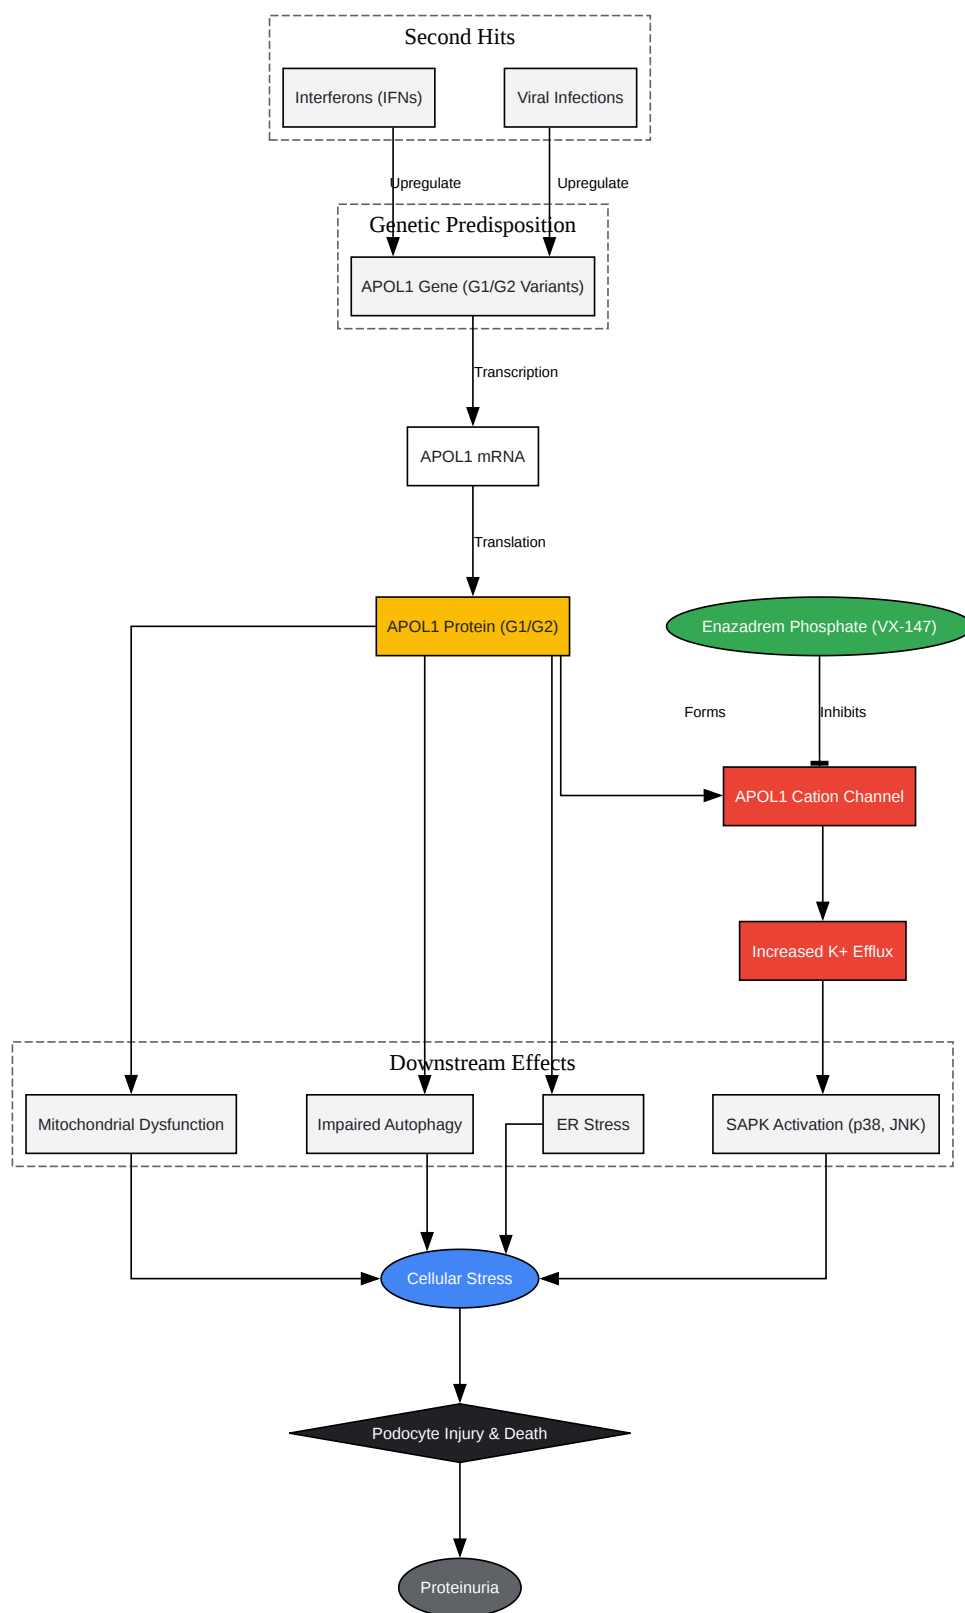 Second Hits
Interferons (IFNs)
Viral Infections
Upregulate
Upregulate
Genetic Predisposition
APOL1 Gene (G1/G2 Variants)
Transcription
APOL1 mRNA
Translation
APOL1 Protein (G1/G2)
Enazadrem Phosphate (VX-147)
Forms
Inhibits
APOL1 Cation Channel
Increased K+ Efflux
Downstream Effects
Mitochondrial Dysfunction
Impaired Autophagy
ER Stress
SAPK Activation (p38, JNK)
Cellular Stress
Podocyte Injury & Death
Proteinuria